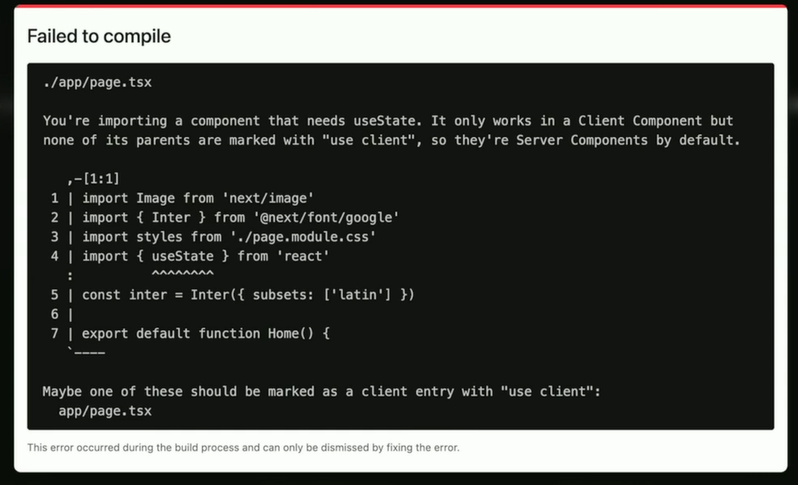 Failed to compile
./app/page.tsx
You're importing a component that needs useState. It only works in a Client Component but
none of its parents are marked with "use client", so they're Server Components by default.
,-[1:1]
1 | import Image from 'next/image'
2 | import { Inter } from '@next/font/google'
3 | import styles from './page.module.css'
4 | import { useState } from 'react'
:          ^^^^^^^^
5 | const inter = Inter({ subsets: ['latin'] })
6 |
7 | export default function Home() {
`----
Maybe one of these should be marked as a client entry with "use client":
app/page.tsx
This error occurred during the build process and can only be dismissed by fixing the error.